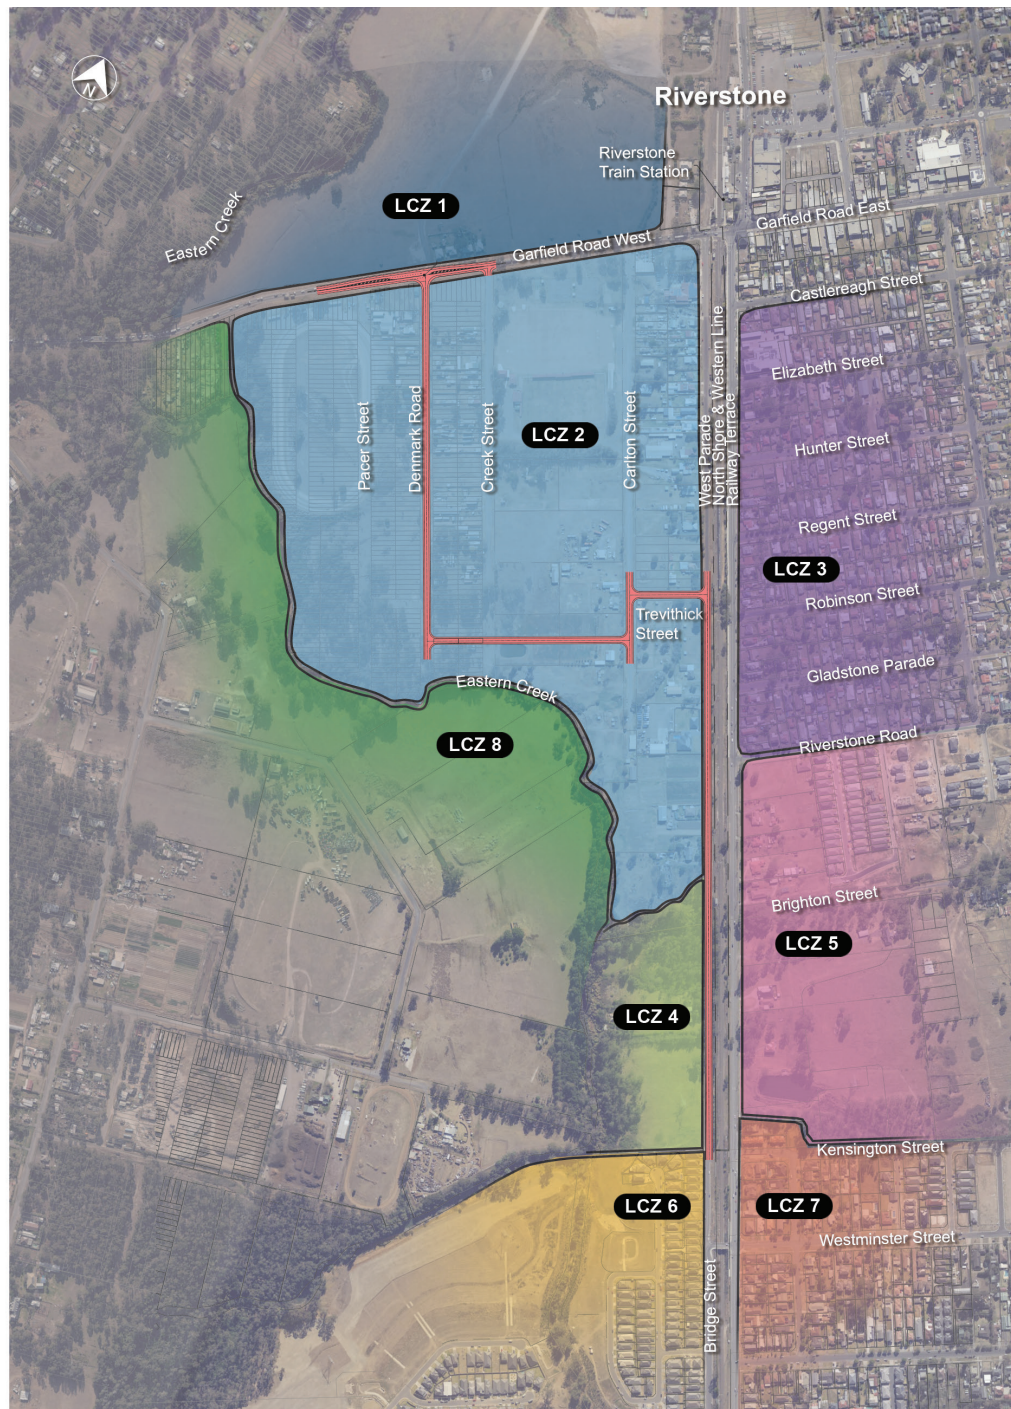 N
Riverstone
Riverstone
Train Station
Garfield Road East
LCZ 1
Eastern Creek
Garfield Road West
Castlereagh Street
Elizabeth Street
Pacer Street
Denmark Road
Creek Street
LCZ 2
Carlton Street
West Parade
North Shore & Western Line
Railway Terrace
Hunter Street
Regent Street
LCZ 3
Robinson Street
Trevithick
Street
Gladstone Parade
Eastern Creek
LCZ 8
Riverstone Road
Brighton Street
LCZ 5
LCZ 4
Kensington Street
LCZ 6
LCZ 7
Westminster Street
Bridge Street